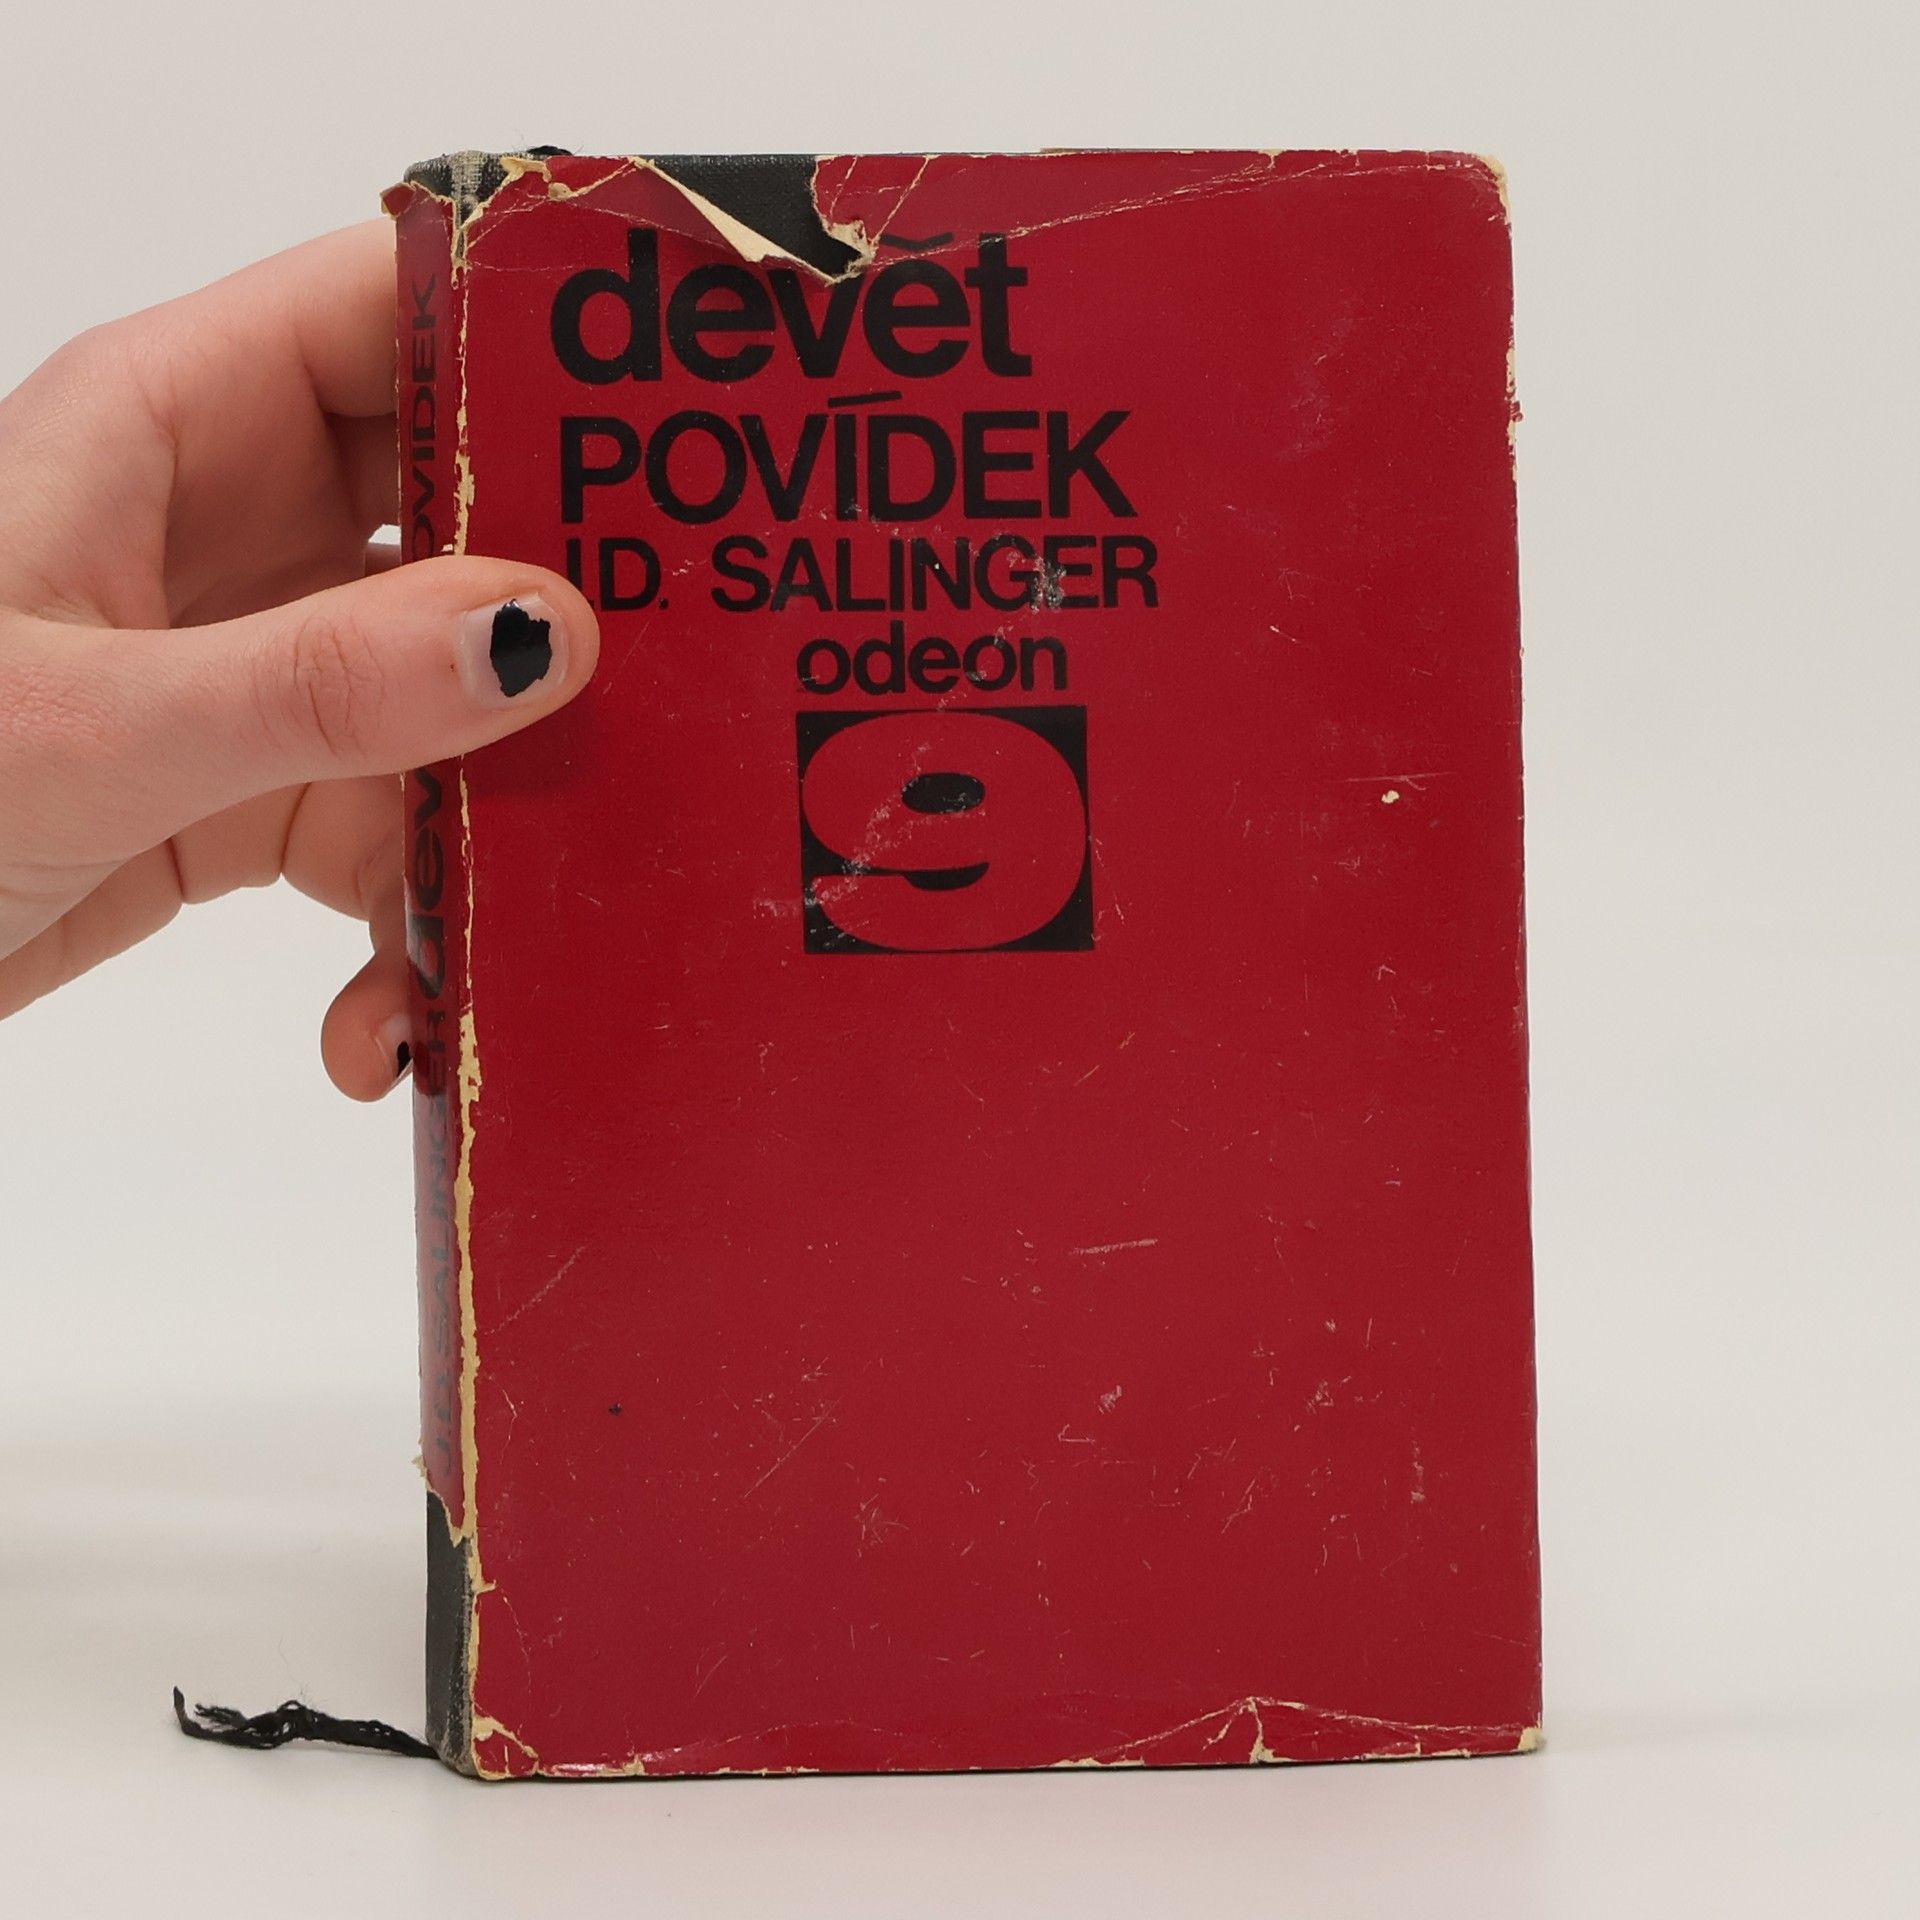 devět
POVÍDEK
J.D. SALINGER
odeon
9
J.D. SALINGER devět POVÍDEK